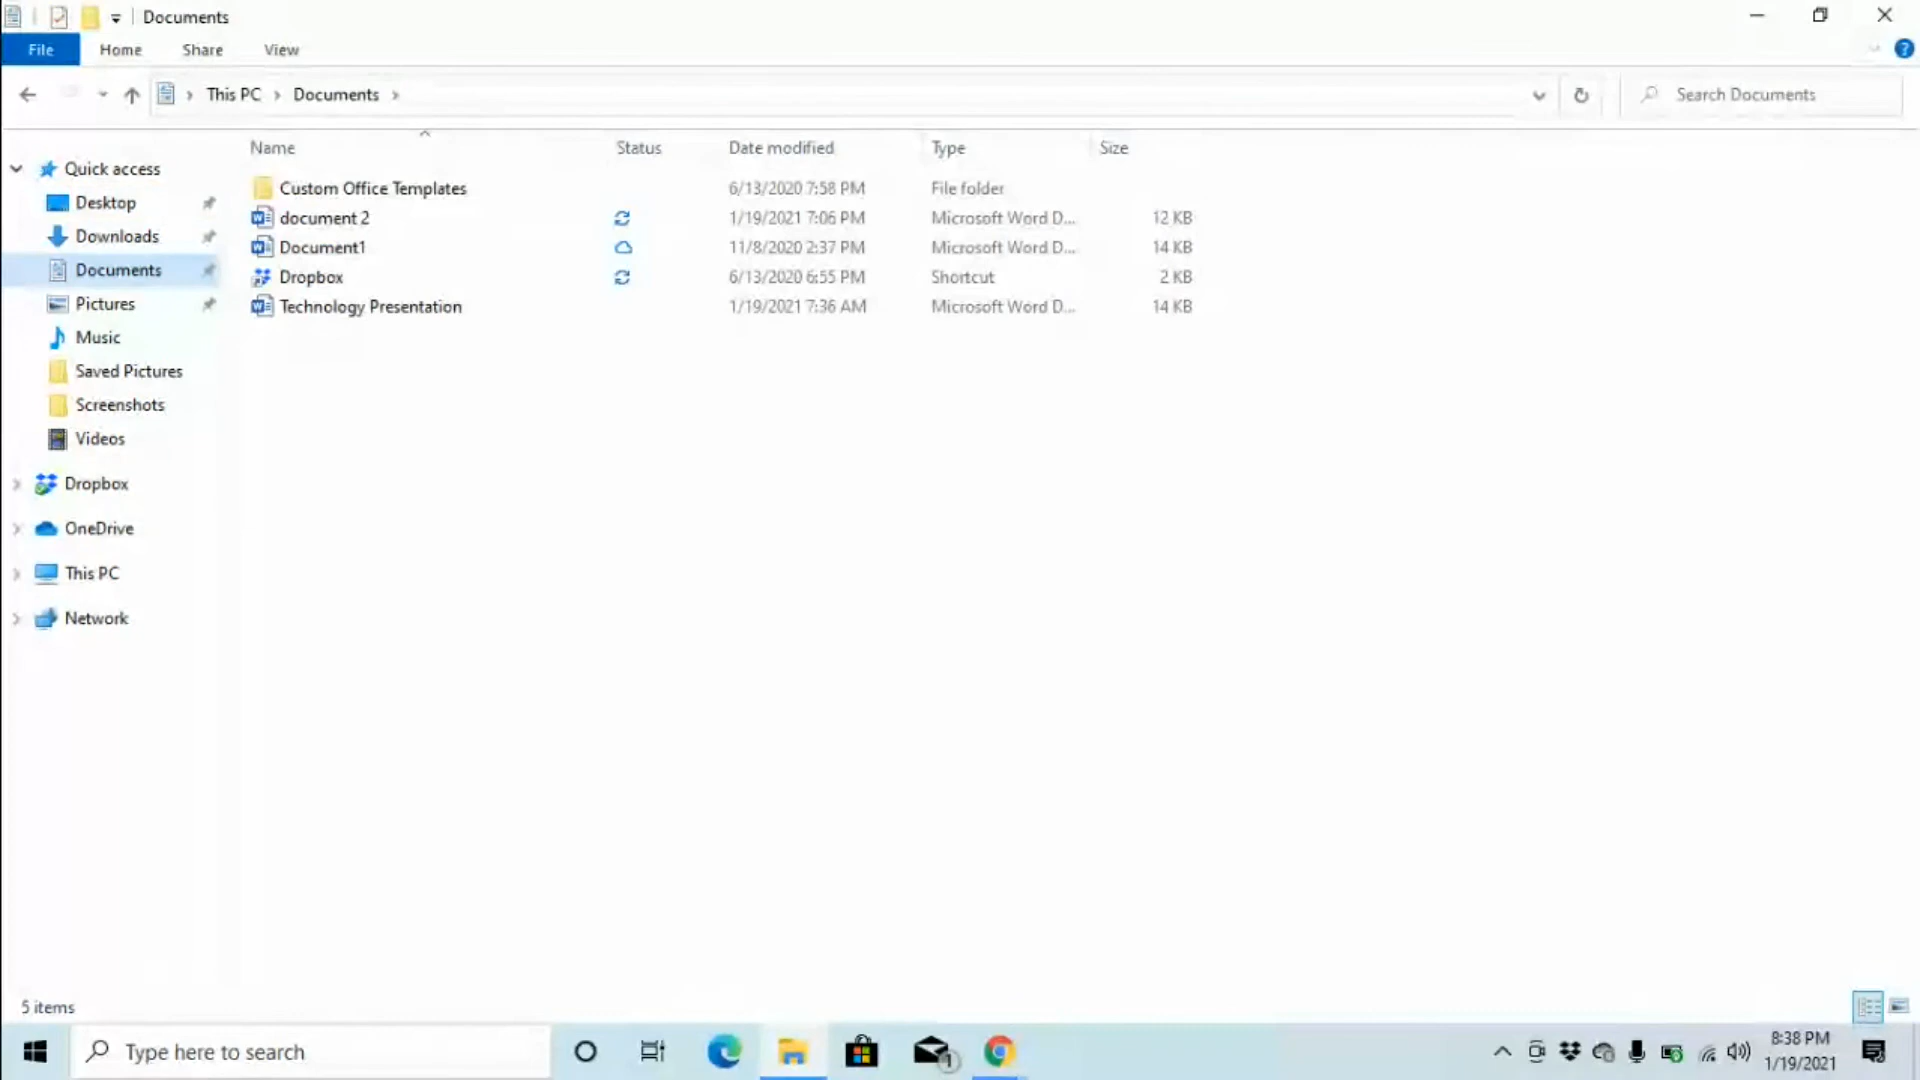 Documents
File Home Share View
This PC Documents
Search Documents
Name Status Date modified Type Size
Quick access
Desktop
Downloads
Documents
Pictures
Music
Saved Pictures
Screenshots
Videos
Dropbox
OneDrive
This PC
Network
Custom Office Templates 6/13/2020 7:58 PM File folder
document 2 1/19/2021 7:06 PM Microsoft Word D... 12 KB
Document1 11/8/2020 2:37 PM Microsoft Word D... 14 KB
Dropbox 6/13/2020 6:55 PM Shortcut 2 KB
Technology Presentation 1/19/2021 7:36 AM Microsoft Word D... 14 KB
5 items
Type here to search
1
8:38 PM
1/19/2021